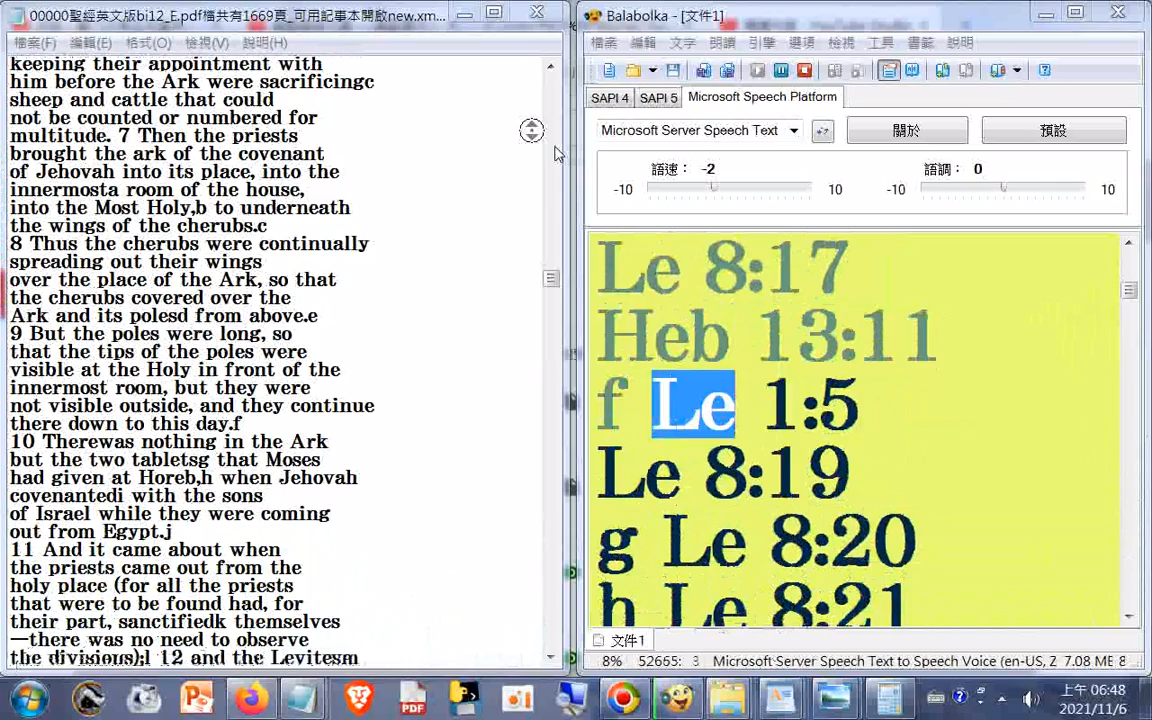 00000聖經英文版bi12_E.pdf檔共有1669頁_可用記事本開啟new.xm...
檔案(F) 編輯(E) 格式(O) 檢視(V) 說明(H)
keeping their appointment with
him before the Ark were sacrificingc
sheep and cattle that could
not be counted or numbered for
multitude. 7 Then the priests
brought the ark of the covenant
of Jehovah into its place, into the
innermosta room of the house,
into the Most Holy,b to underneath
the wings of the cherubs.c
8 Thus the cherubs were continually
spreading out their wings
over the place of the Ark, so that
the cherubs covered over the
Ark and its polesd from above.e
9 But the poles were long, so
that the tips of the poles were
visible at the Holy in front of the
innermost room, but they were
not visible outside, and they continue
there down to this day.f
10 Therewas nothing in the Ark
but the two tabletsg that Moses
had given at Horeb,h when Jehovah
covenantedi with the sons
of Israel while they were coming
out from Egypt.j
11 And it came about when
the priests came out from the
holy place (for all the priests
that were to be found had, for
their part, sanctifiedk themselves
—there was no need to observe
the divisions);l 12 and the Levitesm
Balabolka - [文件1]
檔案 編輯 文字 朗讀 引擎 選項 檢視 工具 書籤 說明
SAPI 4 SAPI 5 Microsoft Speech Platform
Microsoft Server Speech Text 關於 預設
語速： -2 語調： 0
-10 10 -10 10
Le 8:17
Heb 13:11
f Le 1:5
Le 8:19
g Le 8:20
h Le 8:21
文件1
8% 52665: 3 Microsoft Server Speech Text to Speech Voice (en-US, Z 7.08 MB 8
上午 06:48
2021/11/6